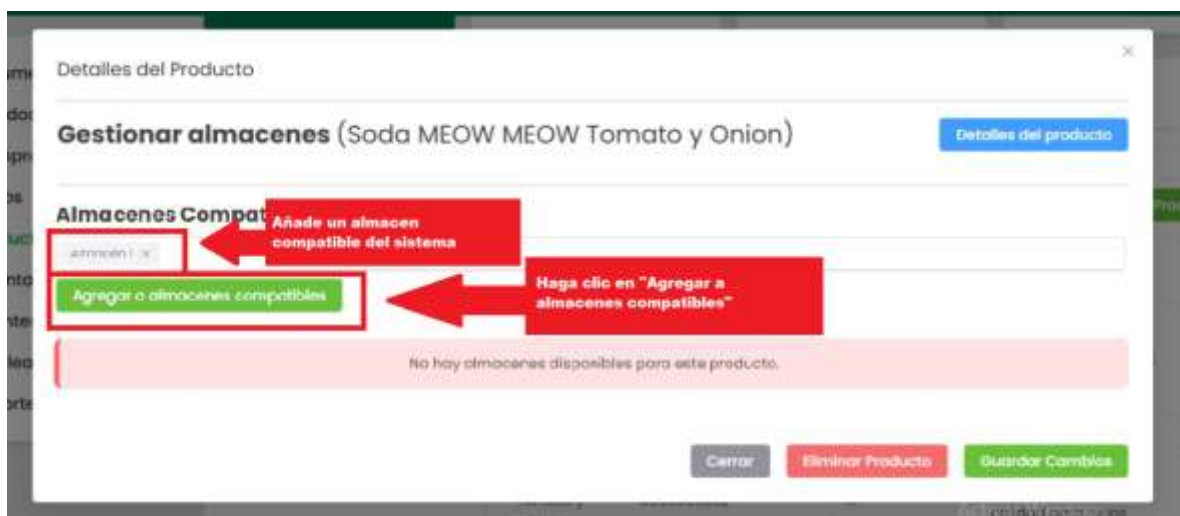 Detalles del Producto
Gestionar almacenes (Soda MEOW MEOW Tomato y Onion)
Detalles del producto
Almacenes Compat
Añade un almacen
compatible del sistema
Almacén 1 ×
Agregar a almacenes compatibles
Haga clic en "Agregar a
almacenes compatibles"
No hay almacenes disponibles para este producto.
Cerrar
Eliminar Producto
Guardar Cambios